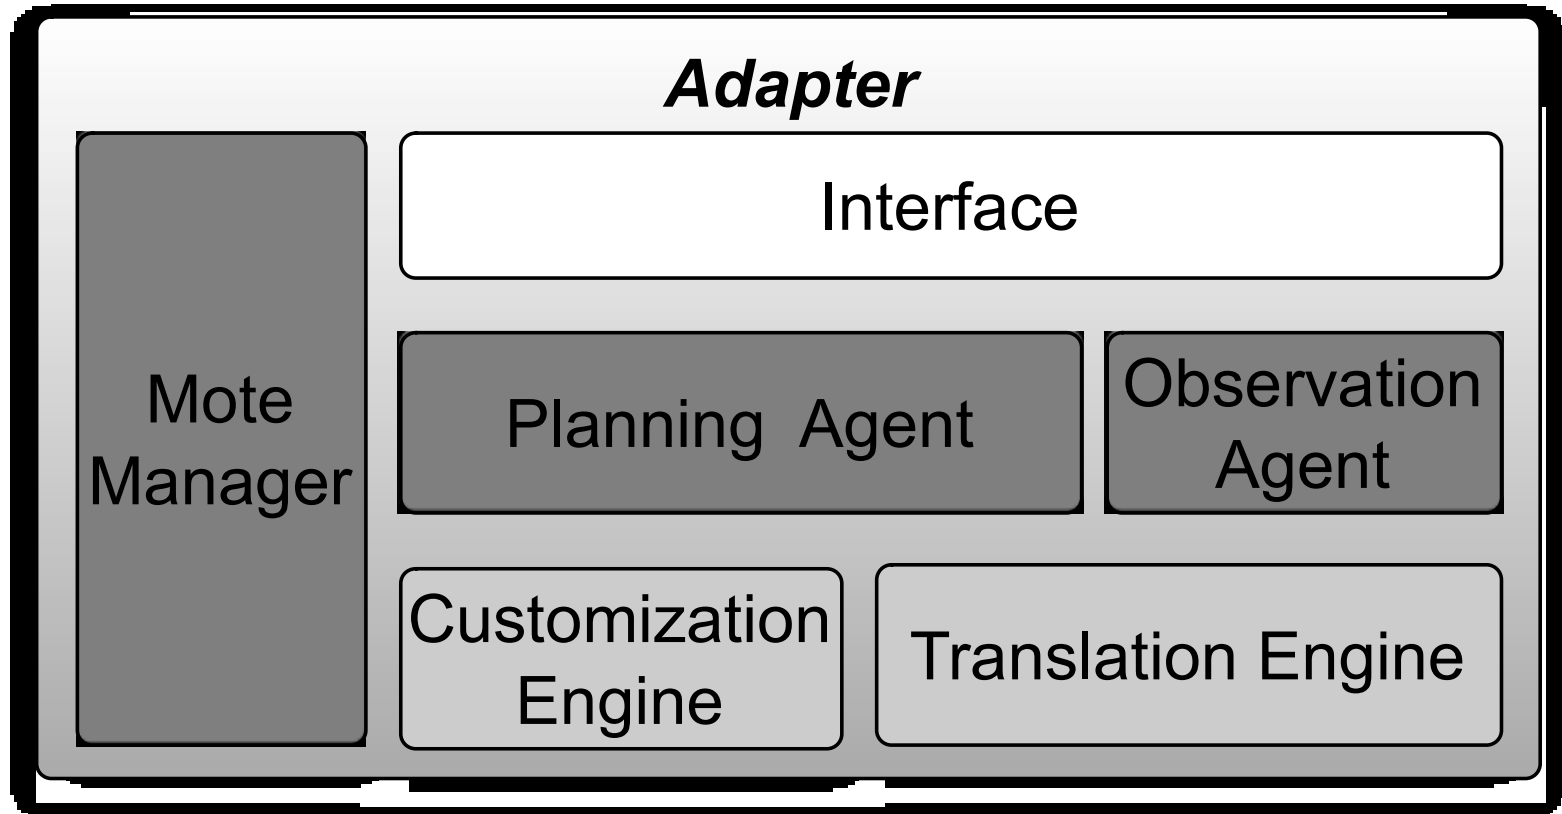 Adapter
Interface
Mote
Manager
Planning Agent
Observation
Agent
Customization
Engine
Translation Engine